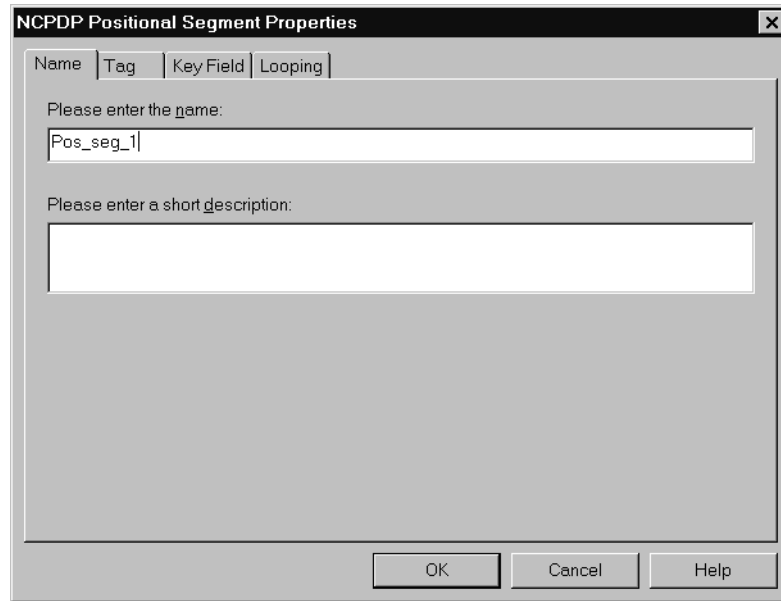 NCPDP Positional Segment Properties
Name Tag Key Field Looping
Please enter the name:
Pos_seg_1
Please enter a short description:
OK Cancel Help